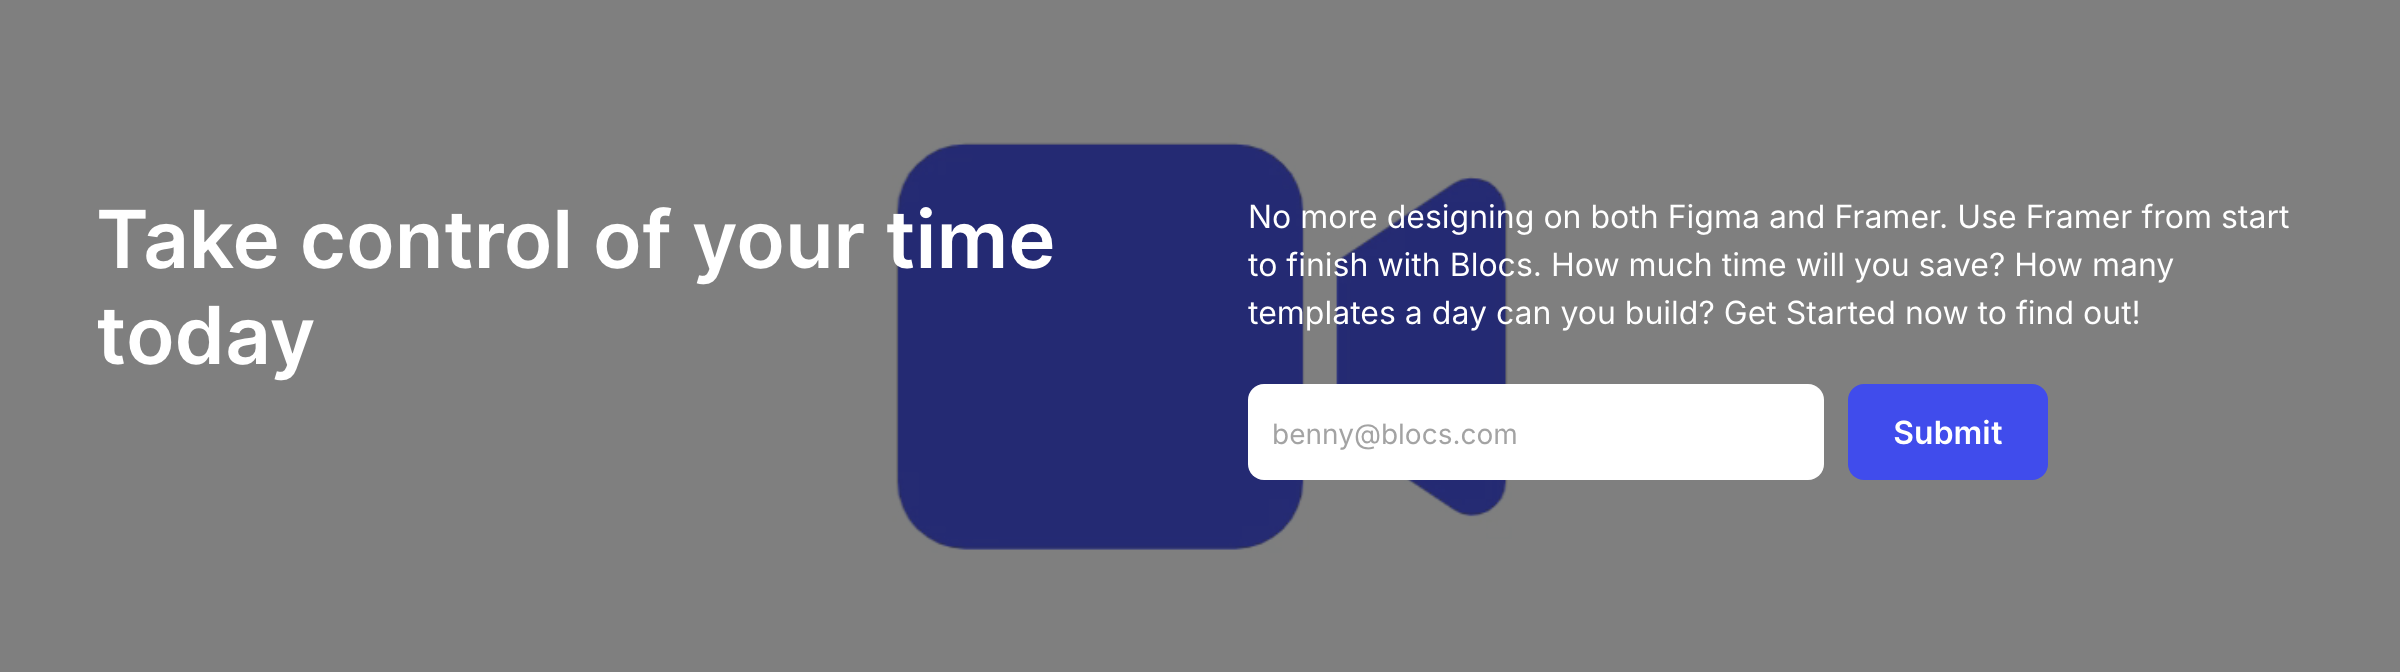 Take control of your time
today
No more designing on both Figma and Framer. Use Framer from start
to finish with Blocs. How much time will you save? How many
templates a day can you build? Get Started now to find out!
benny@blocs.com
Submit